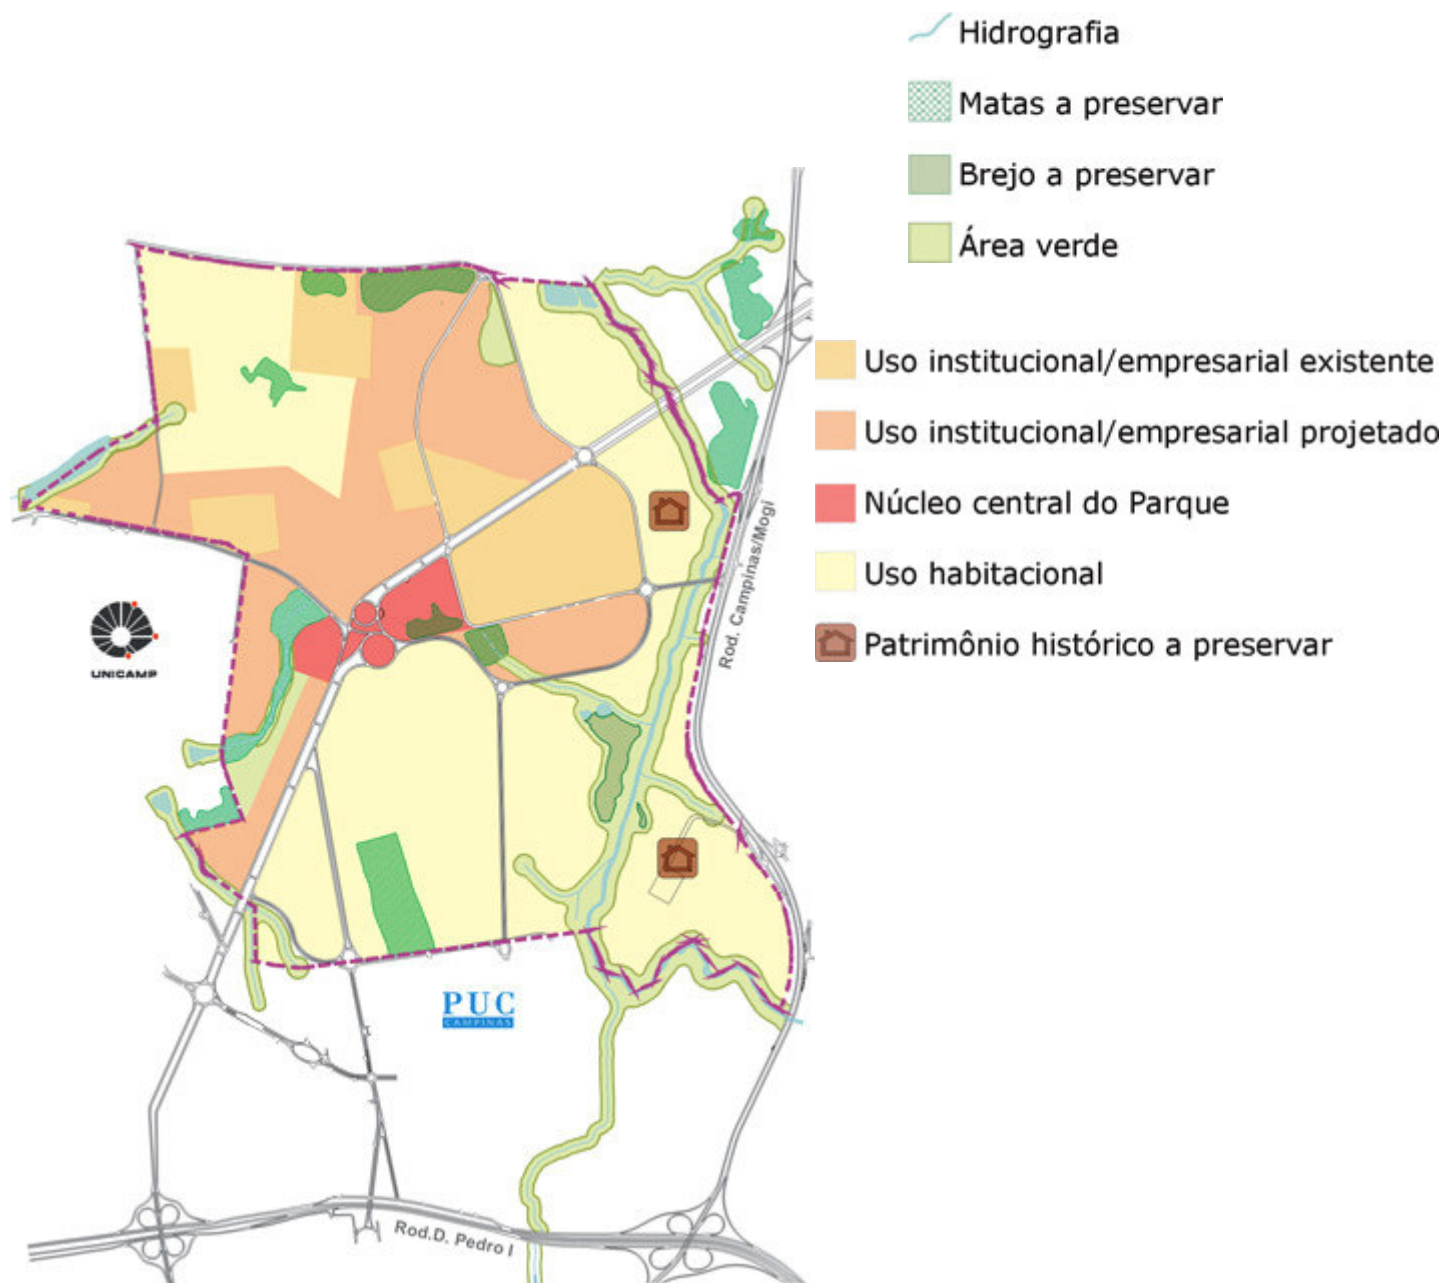 Hidrografia
Matas a preservar
Brejo a preservar
Área verde
Uso institucional/empresarial existente
Uso institucional/empresarial projetado
Núcleo central do Parque
Uso habitacional
Patrimônio histórico a preservar
Rod. Campinas/Mogi
UNICAMP
PUC
CAMPINAS
Rod.D. Pedro I